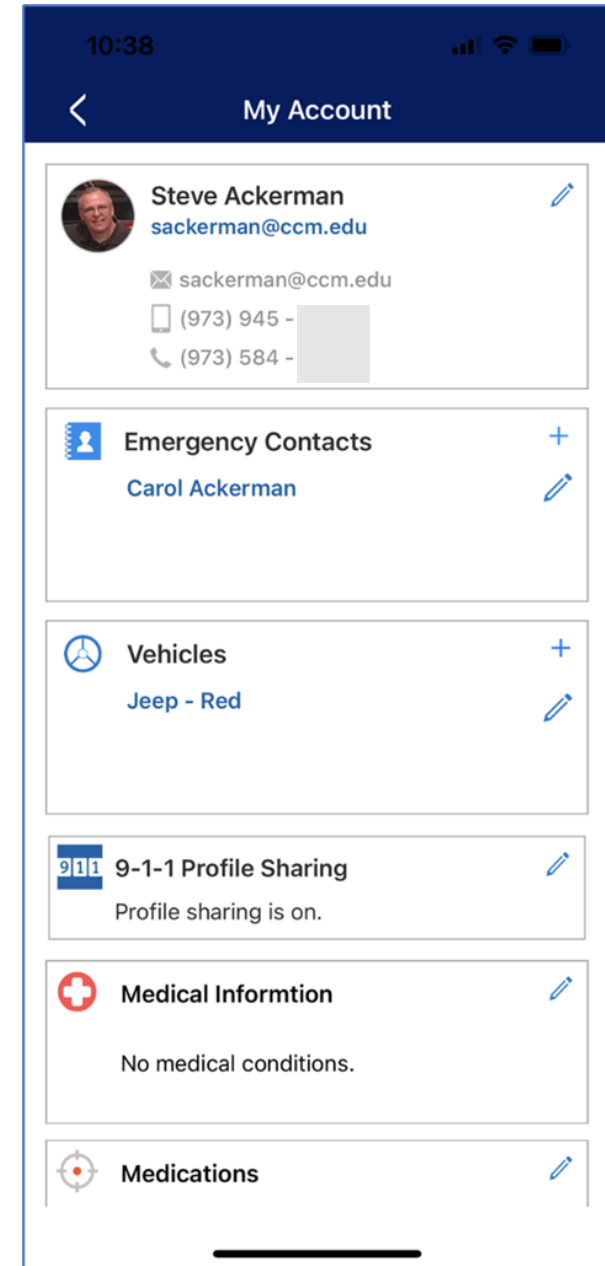 10:38
My Account
Steve Ackerman
sackerman@ccm.edu
sackerman@ccm.edu
(973) 945 -
(973) 584 -
Emergency Contacts
Carol Ackerman
Vehicles
Jeep - Red
911 9-1-1 Profile Sharing
Profile sharing is on.
Medical Informtion
No medical conditions.
Medications